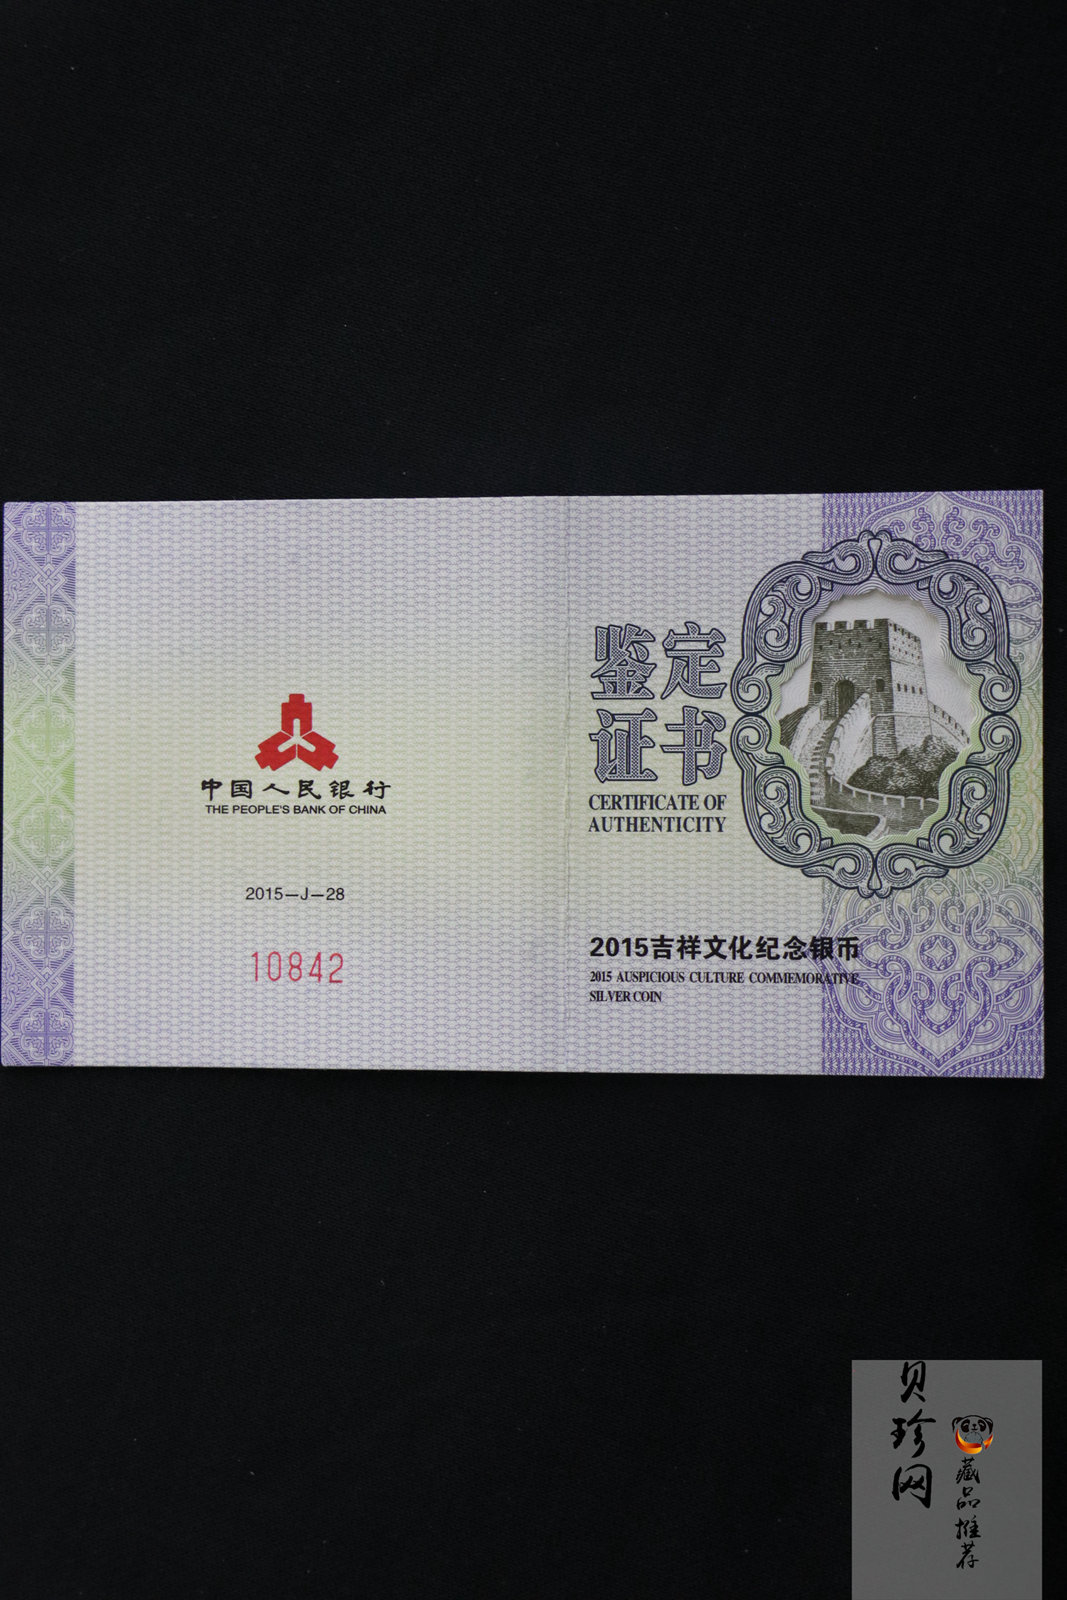 中国人民银行
THE PEOPLE'S BANK OF CHINA
2015—J—28
10842
鉴定
证书
CERTIFICATE OF
AUTHENTICITY
2015吉祥文化纪念银币
2015 AUSPICIOUS CULTURE COMMEMORATIVE
SILVER COIN
贝珍网
藏品推荐